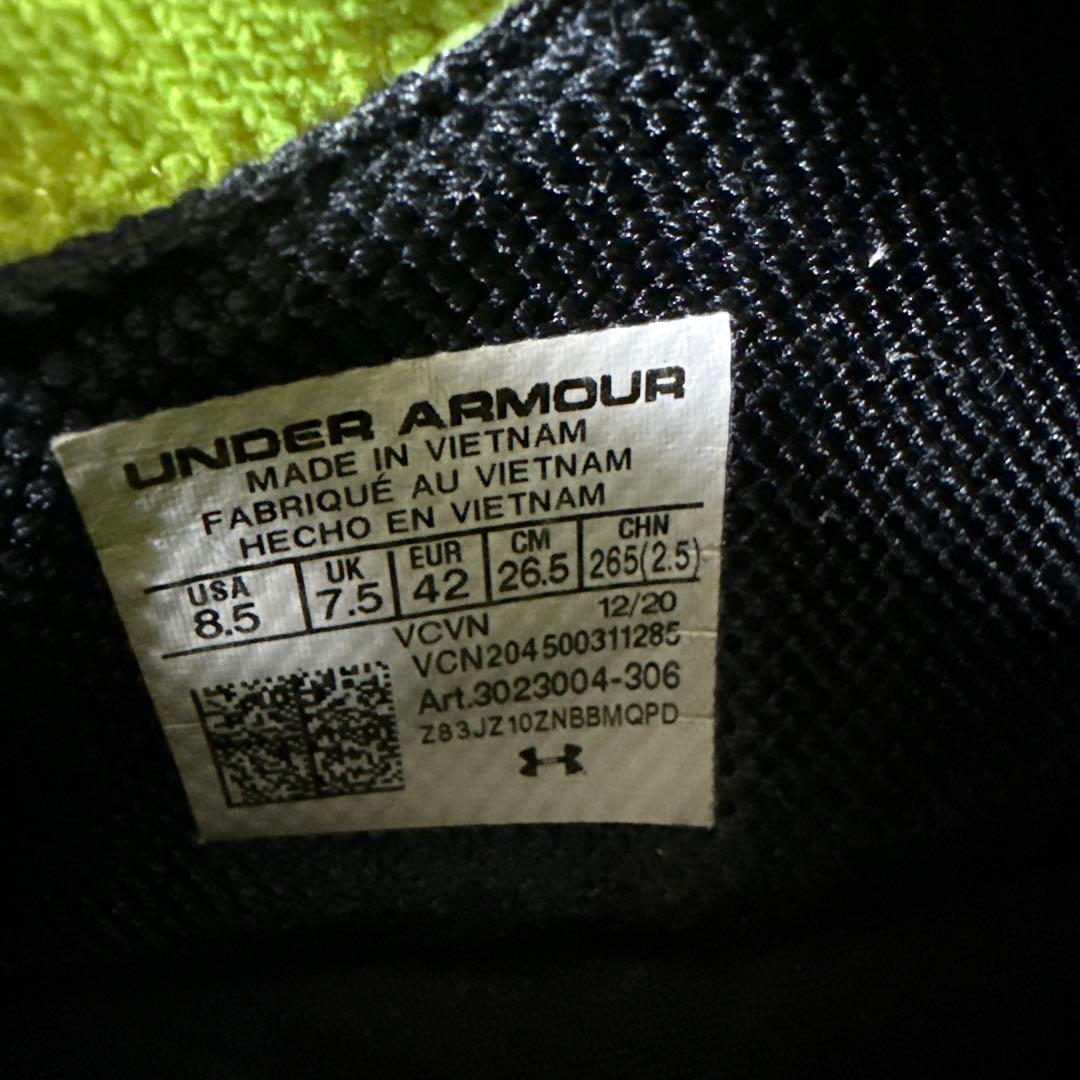 UNDER ARMOUR
MADE IN VIETNAM
FABRIQUÉ AU VIETNAM
HECHO EN VIETNAM
USA UK EUR CM CHN
8.5 7.5 42 26.5 265(2.5)
VCVN 12/20
VCN204500311285
Art.3023004-306
Z83JZ10ZNBBMQPD